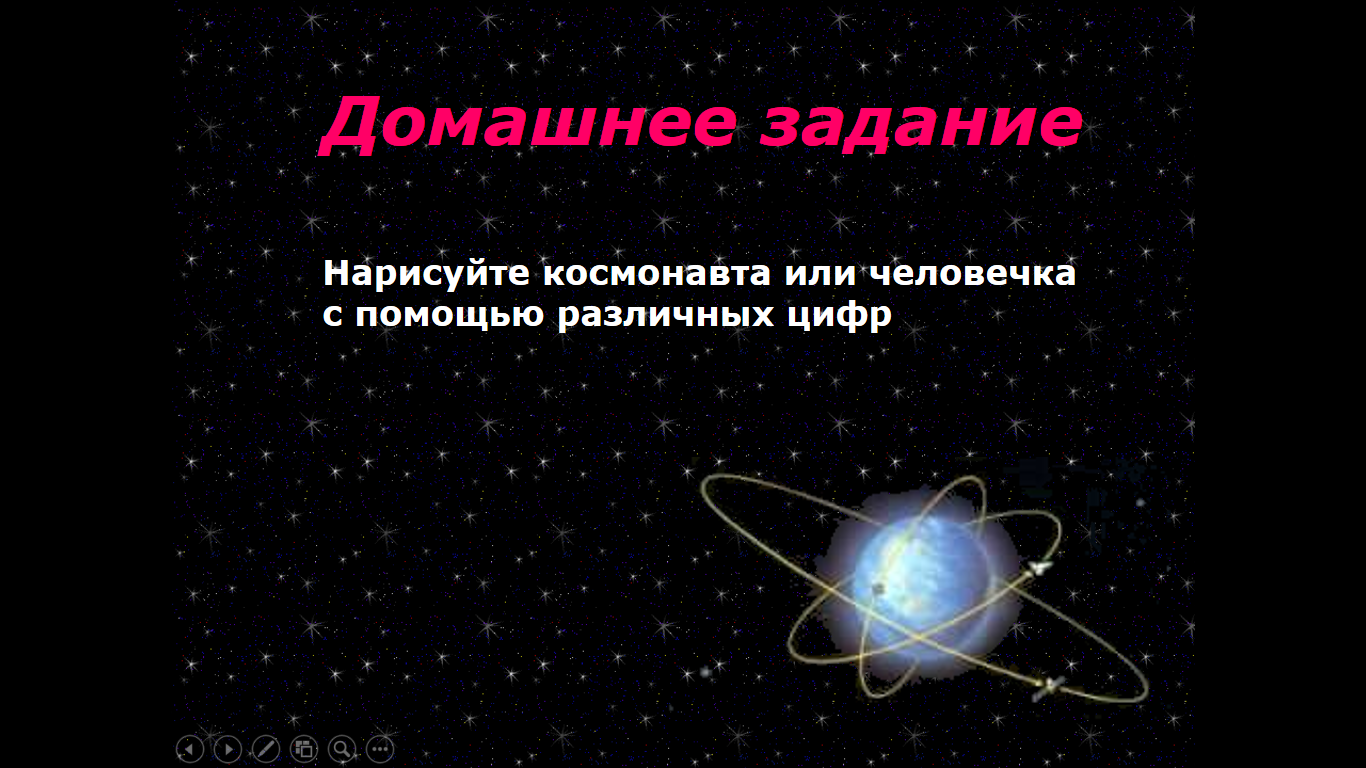 Домашнее задание
Нарисуйте космонавта или человечка
с помощью различных цифр